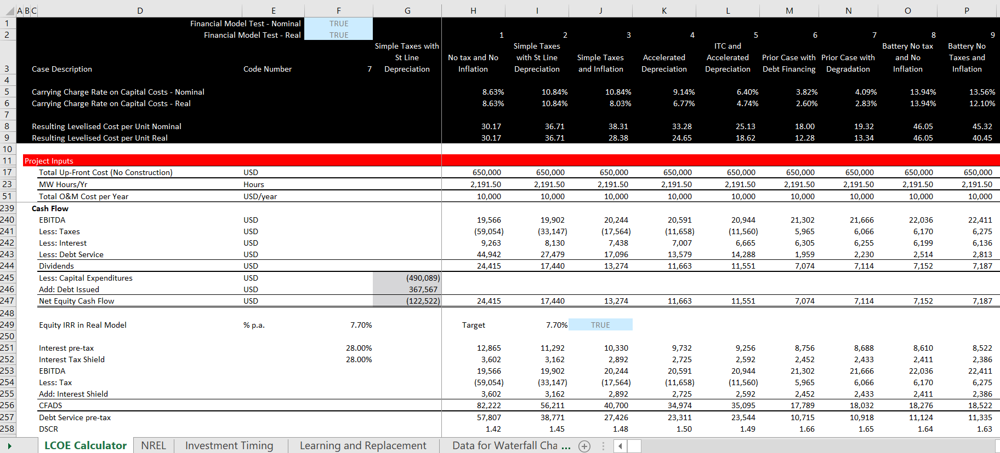 A B C D E F G H I J K L M N O P
1 Financial Model Test - Nominal TRUE
2 Financial Model Test - Real TRUE 1 2 3 4 5 6 7 8 9
Simple Taxes with Simple Taxes ITC and Battery No tax Battery No
St Line No tax and No with St Line Simple Taxes Accelerated Accelerated Prior Case with Prior Case with and No Taxes and
3 Case Description Code Number 7 Depreciation Inflation Depreciation and Inflation Depreciation Depreciation Debt Financing Degradation Inflation Inflation
4
5 Carrying Charge Rate on Capital Costs - Nominal 8.63% 10.84% 10.84% 9.14% 6.40% 3.82% 4.09% 13.94% 13.56%
6 Carrying Charge Rate on Capital Costs - Real 8.63% 10.84% 8.03% 6.77% 4.74% 2.60% 2.83% 13.94% 12.10%
7
8 Resulting Levelised Cost per Unit Nominal 30.17 36.71 38.31 33.28 25.13 18.00 19.32 46.05 45.32
9 Resulting Levelised Cost per Unit Real 30.17 36.71 28.38 24.65 18.62 12.28 13.34 46.05 40.45
10
11 Project Inputs
17 Total Up-Front Cost (No Construction) USD 650,000 650,000 650,000 650,000 650,000 650,000 650,000 650,000 650,000
23 MW Hours/Yr Hours 2,191.50 2,191.50 2,191.50 2,191.50 2,191.50 2,191.50 2,191.50 2,191.50 2,191.50
51 Total O&M Cost per Year USD/year 10,000 10,000 10,000 10,000 10,000 10,000 10,000 10,000 10,000
239 Cash Flow
240 EBITDA USD 19,566 19,902 20,244 20,591 20,944 21,302 21,666 22,036 22,411
241 Less: Taxes USD (59,054) (33,147) (17,564) (11,658) (11,560) 5,965 6,066 6,170 6,275
242 Less: Interest USD 9,263 8,130 7,438 7,007 6,665 6,305 6,255 6,199 6,136
243 Less: Debt Service USD 44,942 27,479 17,096 13,579 14,288 1,959 2,230 2,514 2,813
244 Dividends USD 24,415 17,440 13,274 11,663 11,551 7,074 7,114 7,152 7,187
245 Less: Capital Expenditures USD (490,089)
246 Add: Debt Issued USD 367,567
247 Net Equity Cash Flow USD (122,522) 24,415 17,440 13,274 11,663 11,551 7,074 7,114 7,152 7,187
248
249 Equity IRR in Real Model % p.a. 7.70% Target 7.70% TRUE
250
251 Interest pre-tax 28.00% 12,865 11,292 10,330 9,732 9,256 8,756 8,688 8,610 8,522
252 Interest Tax Shield 28.00% 3,602 3,162 2,892 2,725 2,592 2,452 2,433 2,411 2,386
253 EBITDA 19,566 19,902 20,244 20,591 20,944 21,302 21,666 22,036 22,411
254 Less: Tax (59,054) (33,147) (17,564) (11,658) (11,560) 5,965 6,066 6,170 6,275
255 Add: Interest Shield 3,602 3,162 2,892 2,725 2,592 2,452 2,433 2,411 2,386
256 CFADS 82,222 56,211 40,700 34,974 35,095 17,789 18,032 18,276 18,522
257 Debt Service pre-tax 57,807 38,771 27,426 23,311 23,544 10,715 10,918 11,124 11,335
258 DSCR 1.42 1.45 1.48 1.50 1.49 1.66 1.65 1.64 1.63
LCOE Calculator NREL Investment Timing Learning and Replacement Data for Waterfall Cha ...